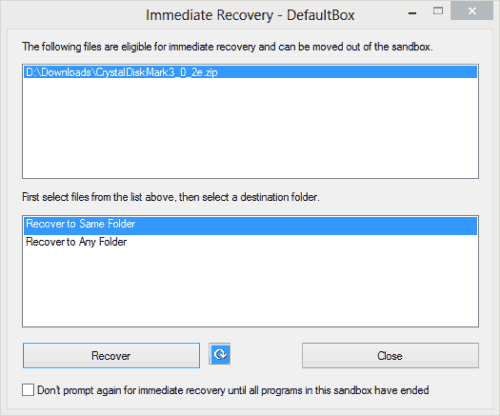 Immediate Recovery - DefaultBox
The following files are eligible for immediate recovery and can be moved out of the sandbox.
D:\Downloads\CrystalDiskMark3_0_2e.zip
First select files from the list above, then select a destination folder.
Recover to Same Folder
Recover to Any Folder
Recover
Close
Don't prompt again for immediate recovery until all programs in this sandbox have ended